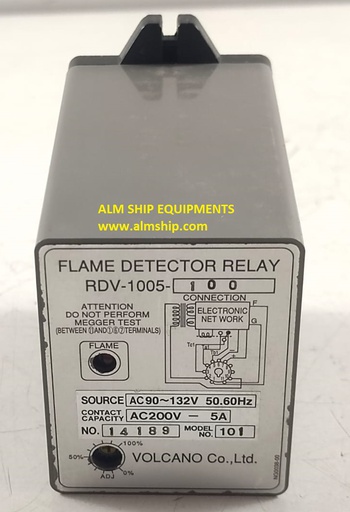 ALM SHIP EQUIPMENTS
www.almship.com
FLAME DETECTOR RELAY
RDV-1005-100
ATTENTION
DO NOT PERFORM
MEGGER TEST
CONNECTION
F
ELECTRONIC
NET WORK
G
FLAME
SOURCE AC90~132V 50.60Hz
CONTACT CAPACITY AC200V - 5A
NO. 14189 MODEL NO. 101
100%
50%
0%
ADJ
VOLCANO Co.,Ltd.